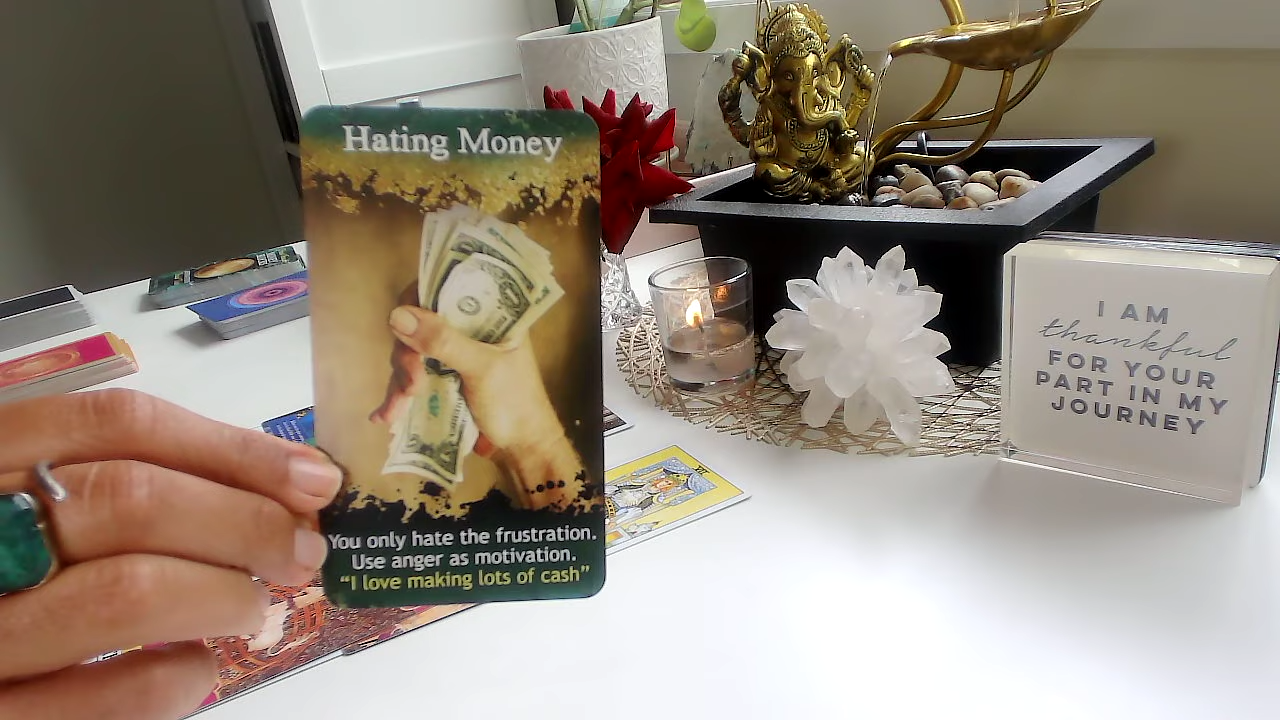 Hating Money
You only hate the frustration.
Use anger as motivation.
“I love making lots of cash”
I AM
thankful
FOR YOUR
PART IN MY
JOURNEY